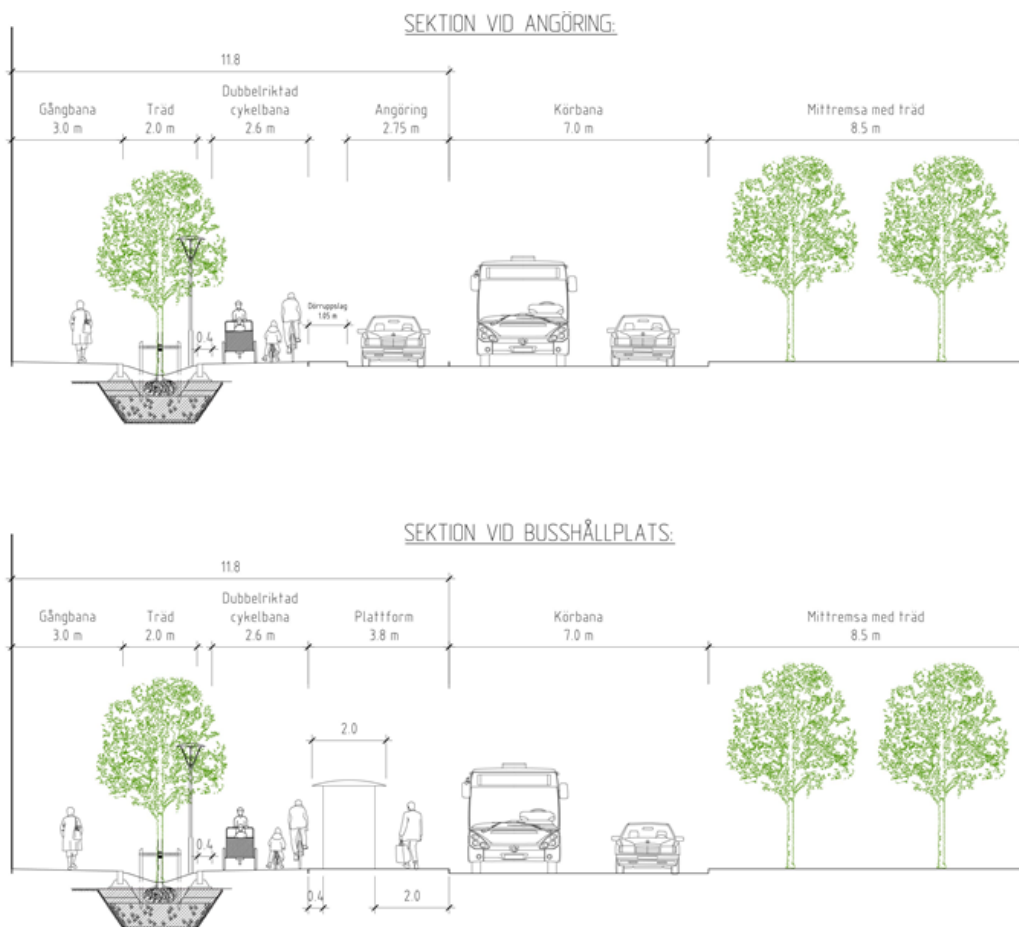 SEKTION VID ANGÖRING:
11.8
Gångbana
3.0 m
Träd
2.0 m
Dubbelriktad
cykelbana
2.6 m
Angöring
2.75 m
Körbana
7.0 m
Mittremsa med träd
8.5 m
Dörruppslag
1.05 m
0.4
SEKTION VID BUSSHÅLLPLATS:
11.8
Gångbana
3.0 m
Träd
2.0 m
Dubbelriktad
cykelbana
2.6 m
Plattform
3.8 m
Körbana
7.0 m
Mittremsa med träd
8.5 m
2.0
0.4
0.4
2.0